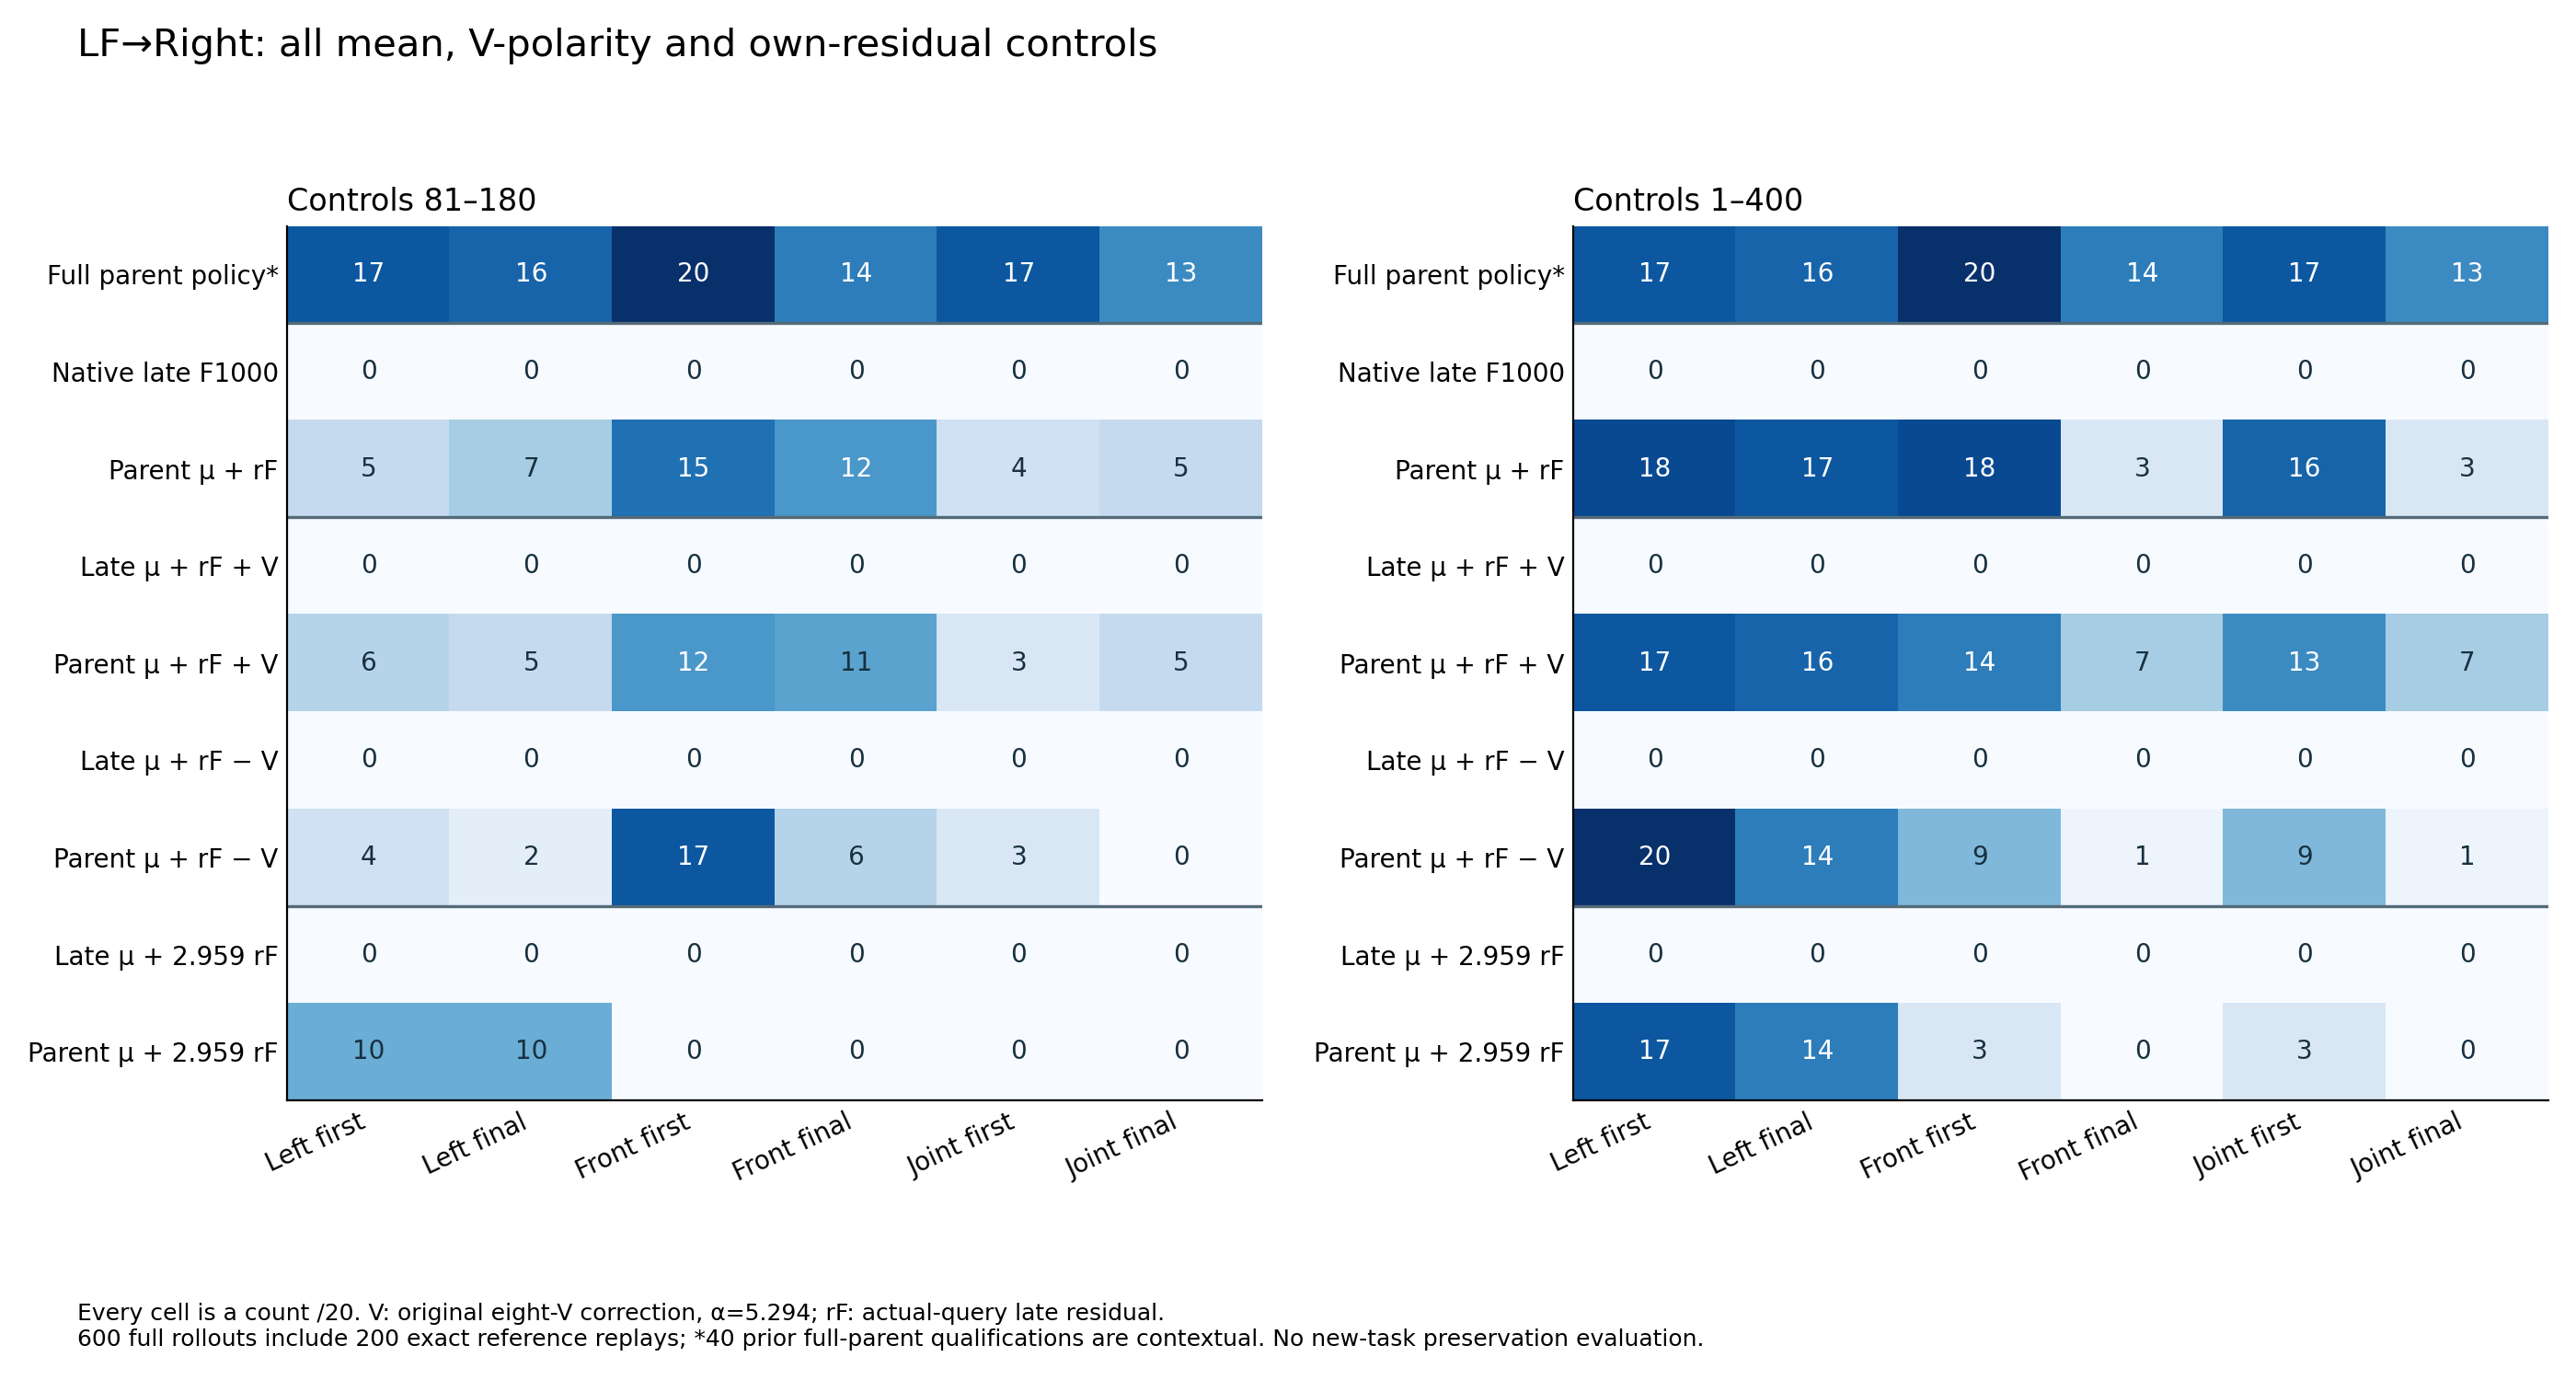 LF→Right: all mean, V-polarity and own-residual controls
Controls 81–180
Full parent policy* 17 16 20 14 17 13
Native late F1000 0 0 0 0 0 0
Parent μ + rF 5 7 15 12 4 5
Late μ + rF + V 0 0 0 0 0 0
Parent μ + rF + V 6 5 12 11 3 5
Late μ + rF − V 0 0 0 0 0 0
Parent μ + rF − V 4 2 17 6 3 0
Late μ + 2.959 rF 0 0 0 0 0 0
Parent μ + 2.959 rF 10 10 0 0 0 0
Left first Left final Front first Front final Joint first Joint final
Controls 1–400
Full parent policy* 17 16 20 14 17 13
Native late F1000 0 0 0 0 0 0
Parent μ + rF 18 17 18 3 16 3
Late μ + rF + V 0 0 0 0 0 0
Parent μ + rF + V 17 16 14 7 13 7
Late μ + rF − V 0 0 0 0 0 0
Parent μ + rF − V 20 14 9 1 9 1
Late μ + 2.959 rF 0 0 0 0 0 0
Parent μ + 2.959 rF 17 14 3 0 3 0
Left first Left final Front first Front final Joint first Joint final
Every cell is a count /20. V: original eight-V correction, α=5.294; rF: actual-query late residual.
600 full rollouts include 200 exact reference replays; *40 prior full-parent qualifications are contextual. No new-task preservation evaluation.